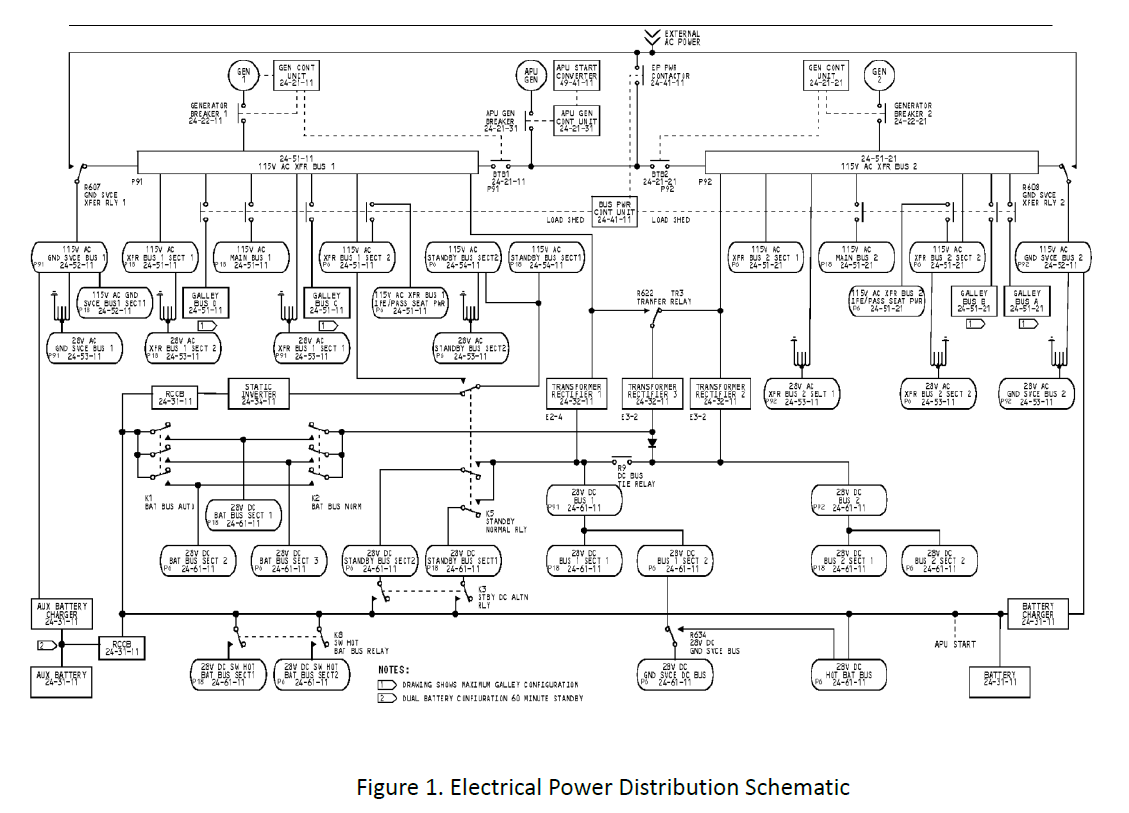 EXTERNAL
AC POWER
GEN
1
GEN CONT
UNIT
24-21-11
APU
GEN
APU START
CONVERTER
49-41-11
EP PWR
CONTACTOR
24-41-11
GEN CONT
UNIT
24-21-21
GEN
2
GENERATOR
BREAKER 1
24-22-11
APU GEN
BREAKER
24-21-31
APU GEN
CONT UNIT
24-21-31
GENERATOR
BREAKER 2
24-22-21
24-51-11
115V AC XFR BUS 1
P91
BTB1
24-21-11
P91
BTB2
24-21-21
P92
24-51-21
115V AC XFR BUS 2
P92
R607
GND SVCE
XFER RLY 1
LOAD SHED
BUS PWR
CONT UNIT
24-41-11
LOAD SHED
R608
GND SVCE
XFER RLY 2
115V AC
GND SVCE BUS 1
P91 24-52-11
115V AC
XFR BUS 1 SECT 1
P18 24-51-11
115V AC
MAIN BUS 1
P18 24-51-11
115V AC
XFR BUS 1 SECT 2
P6 24-51-11
115V AC
STANDBY BUS SECT2
P6 24-54-11
115V AC
STANDBY BUS SECT1
P18 24-54-11
115V AC
XFR BUS 2 SECT 1
P6 24-51-21
115V AC
MAIN BUS 2
P18 24-51-21
115V AC
XFR BUS 2 SECT 2
P6 24-51-21
115V AC
GND SVCE BUS 2
P92 24-52-11
115V AC GND
SVCE BUS1 SECT1
P18 24-52-11
GALLEY
BUS D
24-51-11
1
GALLEY
BUS C
24-51-11
1
115V AC XFR BUS 1
IFE/PASS SEAT PWR
P6 24-51-11
R622 TR3
TRANFER RELAY
115V AC XFR BUS 2
IFE/PASS SEAT PWR
P6 24-51-21
GALLEY
BUS B
24-51-21
1
GALLEY
BUS A
24-51-21
1
28V AC
GND SVCE BUS 1
P91 24-53-11
28V AC
XFR BUS 1 SECT 2
P18 24-53-11
28V AC
XFR BUS 1 SECT 1
P91 24-53-11
28V AC
STANDBY BUS SECT2
P6 24-53-11
RCCB
24-31-11
STATIC
INVERTER
24-34-11
TRANSFORMER
RECTIFIER 1
24-32-11
E2-4
TRANSFORMER
RECTIFIER 3
24-32-11
E3-2
TRANSFORMER
RECTIFIER 2
24-32-11
E3-2
28V AC
XFR BUS 2 SECT 1
P92 24-53-11
28V AC
XFR BUS 2 SECT 2
P6 24-53-11
28V AC
GND SVCE BUS 2
P92 24-53-11
K1
BAT BUS AUTO
K2
BAT BUS NORM
R9
DC BUS
TIE RELAY
28V DC
BAT BUS SECT 1
P18 24-61-11
K5
STANDBY
NORMAL RLY
28V DC
BUS 1
P91 24-61-11
28V DC
BUS 2
P92 24-61-11
28V DC
BAT BUS SECT 2
P6 24-61-11
28V DC
BAT BUS SECT 3
P6 24-61-11
28V DC
STANDBY BUS SECT2
P6 24-61-11
28V DC
STANDBY BUS SECT1
P18 24-61-11
28V DC
BUS 1 SECT 1
P18 24-61-11
28V DC
BUS 1 SECT 2
P6 24-61-11
28V DC
BUS 2 SECT 1
P18 24-61-11
28V DC
BUS 2 SECT 2
P6 24-61-11
K3
STBY DC ALTN
RLY
AUX BATTERY
CHARGER
24-31-11
BATTERY
CHARGER
24-31-11
2
RCCB
24-31-11
K8
SW HOT
BAT BUS RELAY
R634
28V DC
GND SVCE BUS
APU START
AUX BATTERY
24-31-11
28V DC SW HOT
BAT BUS SECT1
P18 24-61-11
28V DC SW HOT
BAT BUS SECT2
P6 24-61-11
28V DC
GND SVCE DC BUS
P6 24-61-11
28V DC
HOT BAT BUS
P6 24-61-11
BATTERY
24-31-11
NOTES:
1 DRAWING SHOWS MAXIMUM GALLEY CONFIGURATION
2 DUAL BATTERY CONFIURATION 60 MINUTE STANDBY
Figure 1. Electrical Power Distribution Schematic